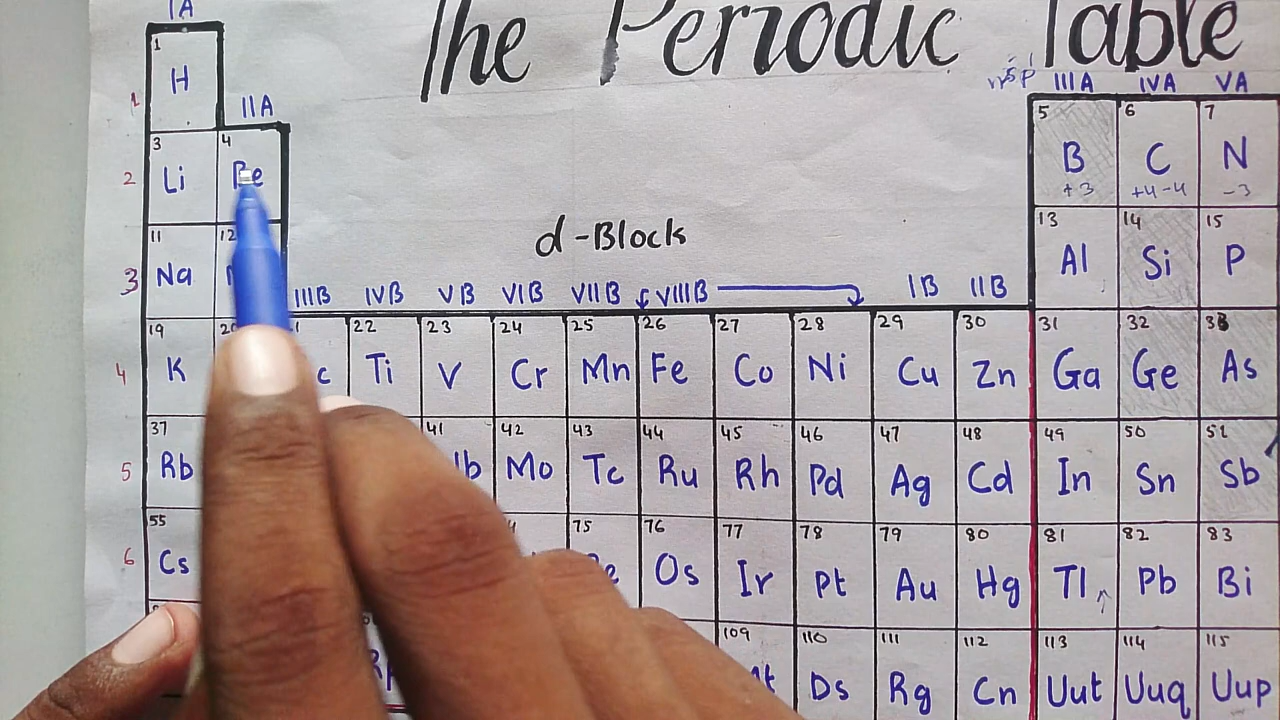 The Periodic Table
IA
1 H
IIA
IIIA IVA VA
1
3 4
2 Li Be
5 6 7
B C N
+3 +4-4 -3
d-Block
11 12
3 Na
13 14 15
Al Si P
IIIB IVB VB VIB VIIB VIIIB IB IIB
19 20 22 23 24 25 26 27 28 29 30 31 32 33
4 K c Ti V Cr Mn Fe Co Ni Cu Zn Ga Ge As
37 41 42 43 44 45 46 47 48 49 50 51
5 Rb b Mo Tc Ru Rh Pd Ag Cd In Sn Sb
55 75 76 77 78 79 80 81 82 83
6 Cs e Os Ir Pt Au Hg Tl Pb Bi
109 110 111 112 113 114 115
t Ds Rg Cn Uut Uuq Uup